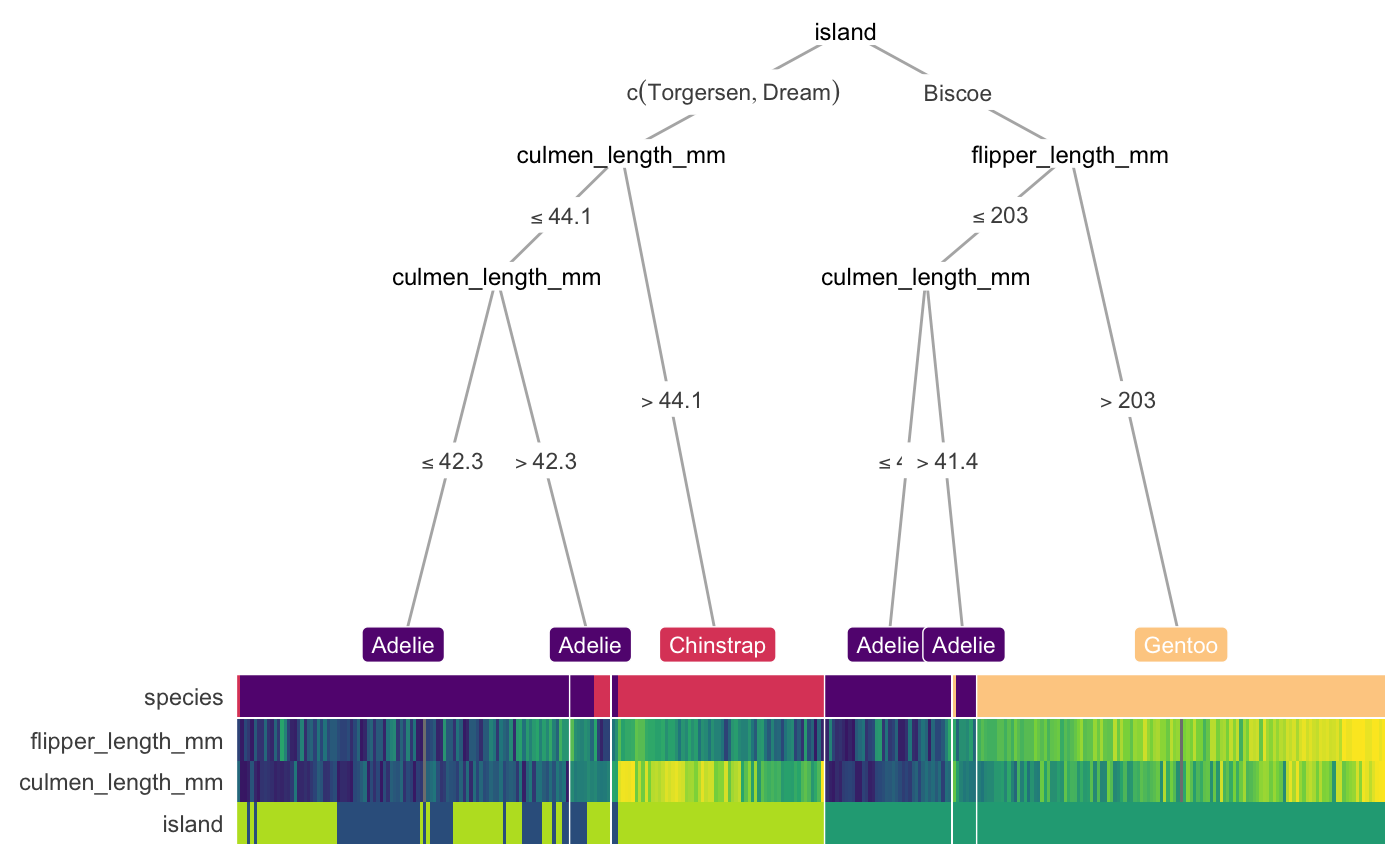 island
c(Torgersen, Dream)
Biscoe
culmen_length_mm
flipper_length_mm
≤ 44.1
≤ 203
culmen_length_mm
culmen_length_mm
> 44.1
> 203
≤ 42.3
> 42.3
≤
> 41.4
Adelie
Adelie
Chinstrap
Adelie
Adelie
Gentoo
species
flipper_length_mm
culmen_length_mm
island